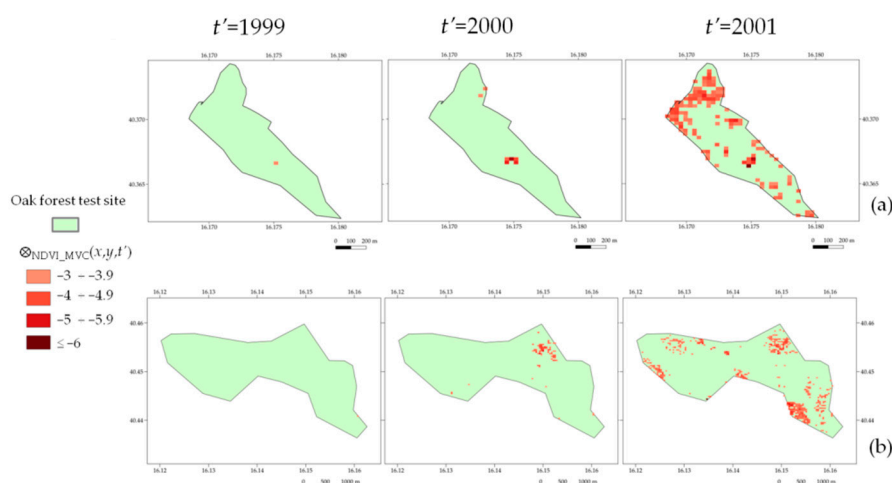 t'=1999 t'=2000 t'=2001
16.170 16.175 16.180 16.170 16.175 16.180 16.170 16.175 16.180
40.370 40.370
40.365 40.365
16.170 16.175 16.180 16.170 16.175 16.180 16.170 16.175 16.180
0 100 200 m 0 100 200 m 0 100 200 m
(a)
Oak forest test site
⊗NDVI_MVC(x,y,t')
−3 − −3.9
−4 − −4.9
−5 − −5.9
≤ −6
16.12 16.13 16.14 16.15 16.16 16.12 16.13 16.14 16.15 16.16 16.12 16.13 16.14 16.15 16.16
40.46 40.46
40.45 40.45
40.44 40.44
16.12 16.13 16.14 16.15 16.16 16.12 16.13 16.14 16.15 16.16 16.12 16.13 16.14 16.15 16.16
0 500 1000 m 0 500 1000 m 0 500 1000 m
(b)